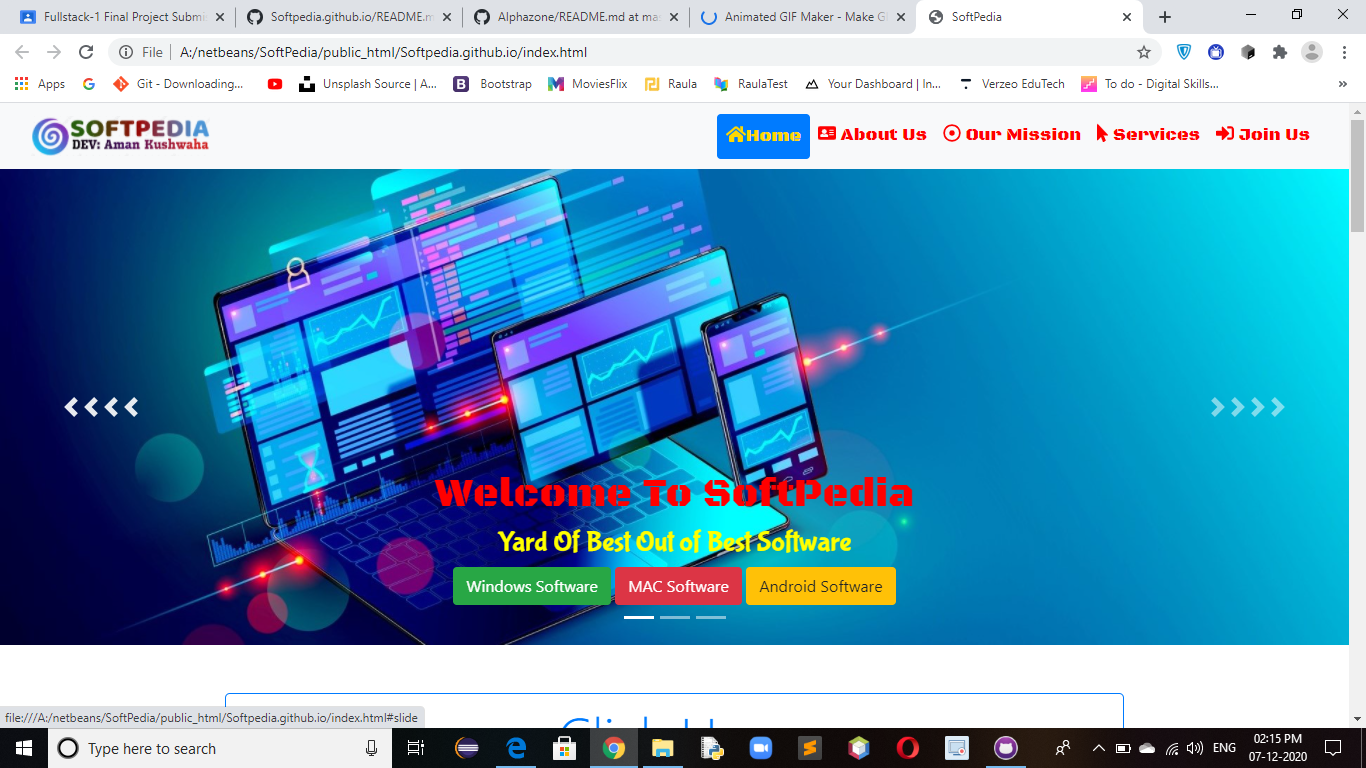 Fullstack-1 Final Project Submi
Softpedia.github.io/README.m
Alphazone/README.md at mas
Animated GIF Maker - Make GI
SoftPedia
File
A:/netbeans/SoftPedia/public_html/Softpedia.github.io/index.html
Apps
Git - Downloading...
Unsplash Source | A...
Bootstrap
MoviesFlix
Raula
RaulaTest
Your Dashboard | In...
Verzeo EduTech
To do - Digital Skills...
SOFTPEDIA
DEV: Aman Kushwaha
Home
About Us
Our Mission
Services
Join Us
Welcome To SoftPedia
Yard Of Best Out of Best Software
Windows Software
MAC Software
Android Software
file:///A:/netbeans/SoftPedia/public_html/Softpedia.github.io/index.html#slide
Type here to search
ENG
02:15 PM
07-12-2020